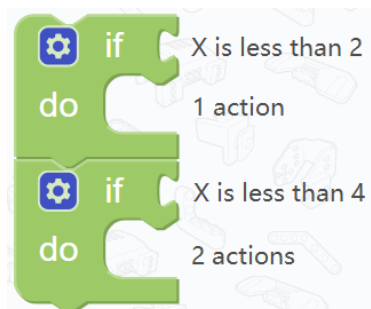 if X is less than 2
do 1 action
if X is less than 4
do 2 actions